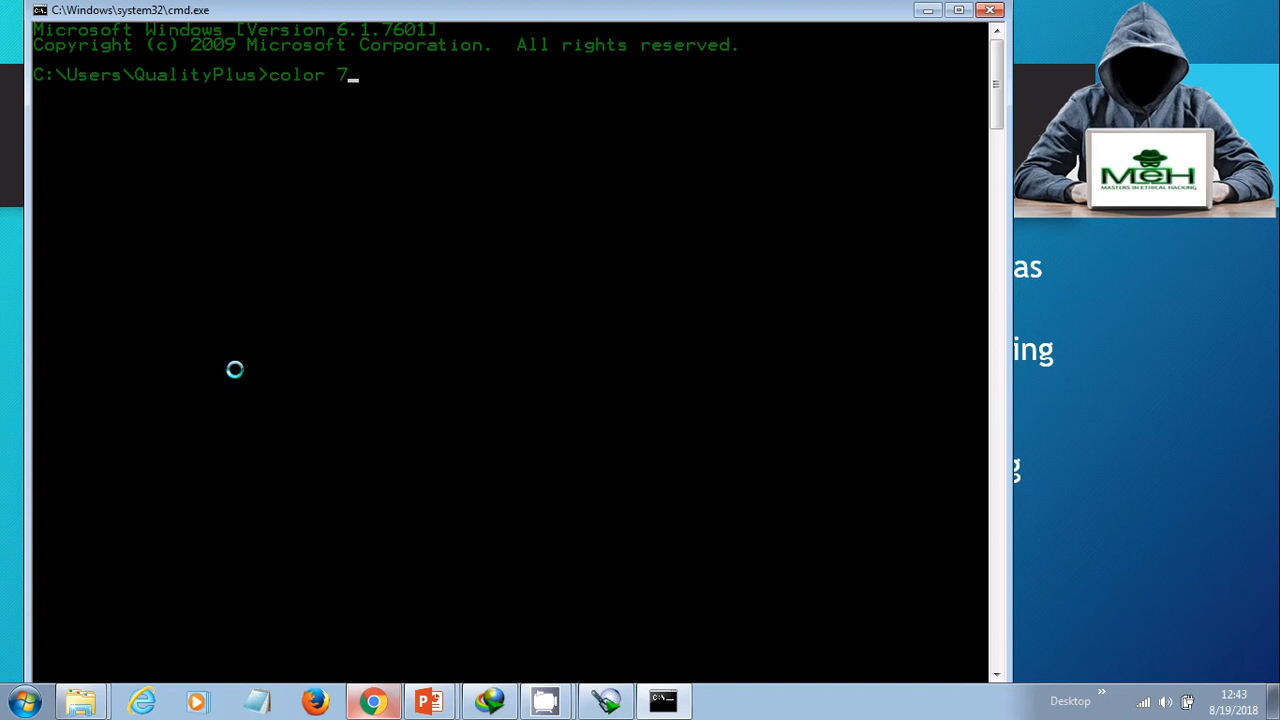 C:\Windows\system32\cmd.exe
Microsoft Windows [Version 6.1.7601]
Copyright (c) 2009 Microsoft Corporation.  All rights reserved.
C:\Users\QualityPlus>color 7_
MeH
MASTERS IN ETHICAL HACKING
as
ing
g
Desktop
12:43
8/19/2018